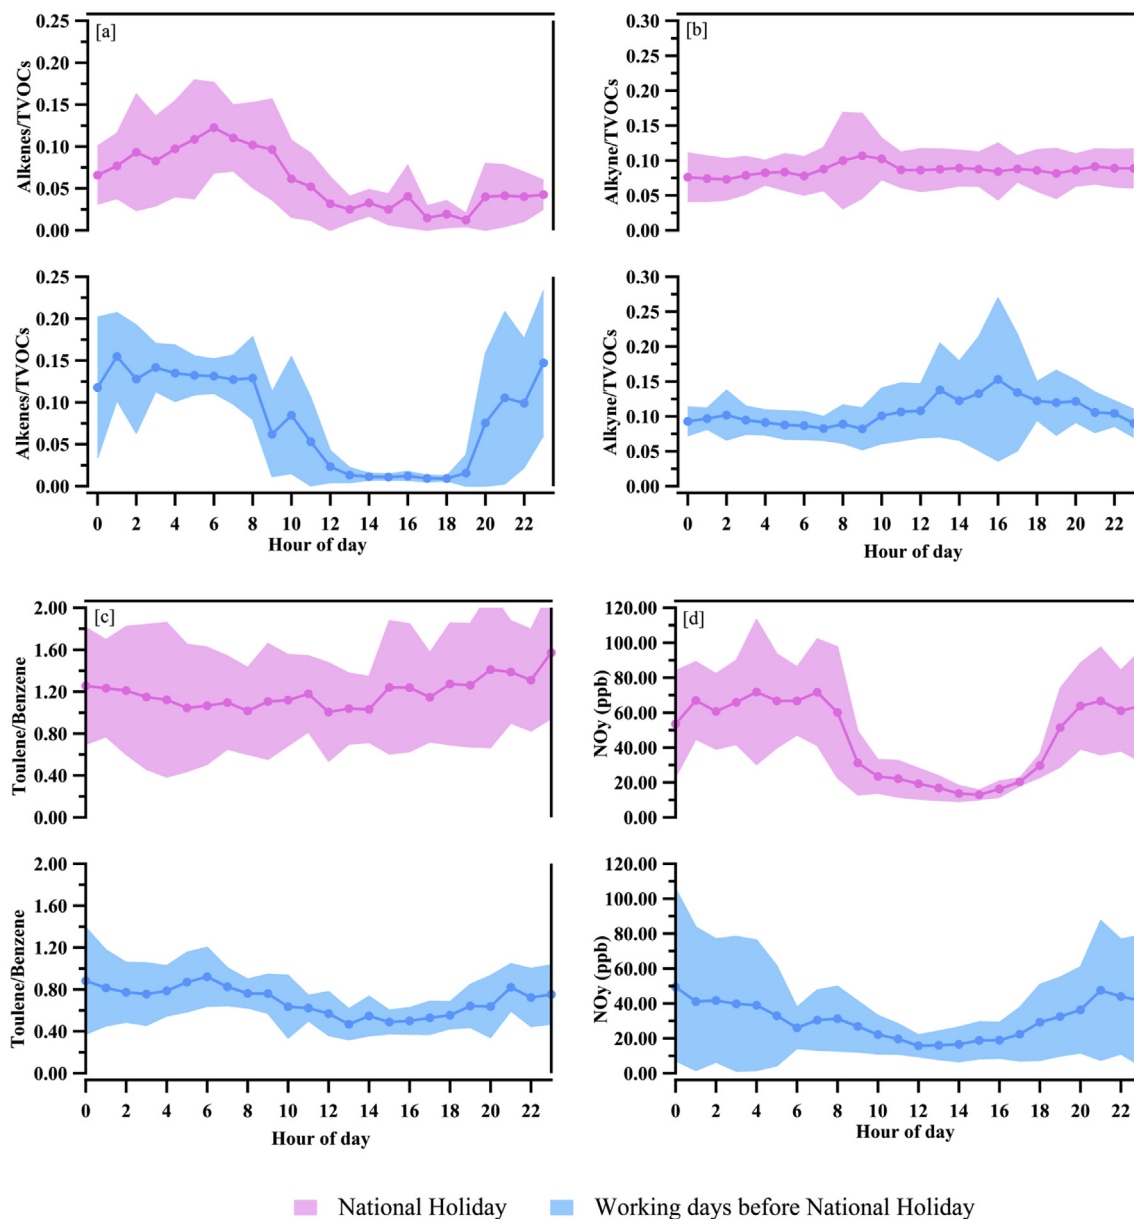 [a]
Alkenes/TVOCs
0.25
0.20
0.15
0.10
0.05
0.00
Alkenes/TVOCs
0.25
0.20
0.15
0.10
0.05
0.00
0 2 4 6 8 10 12 14 16 18 20 22
Hour of day
[b]
Alkyne/TVOCs
0.30
0.25
0.20
0.15
0.10
0.05
0.00
Alkyne/TVOCs
0.30
0.25
0.20
0.15
0.10
0.05
0.00
0 2 4 6 8 10 12 14 16 18 20 22
Hour of day
[c]
Toulene/Benzene
2.00
1.60
1.20
0.80
0.40
0.00
Toulene/Benzene
2.00
1.60
1.20
0.80
0.40
0.00
0 2 4 6 8 10 12 14 16 18 20 22
Hour of day
[d]
NOy (ppb)
120.00
100.00
80.00
60.00
40.00
20.00
0.00
NOy (ppb)
120.00
100.00
80.00
60.00
40.00
20.00
0.00
0 2 4 6 8 10 12 14 16 18 20 22
Hour of day
National Holiday Working days before National Holiday